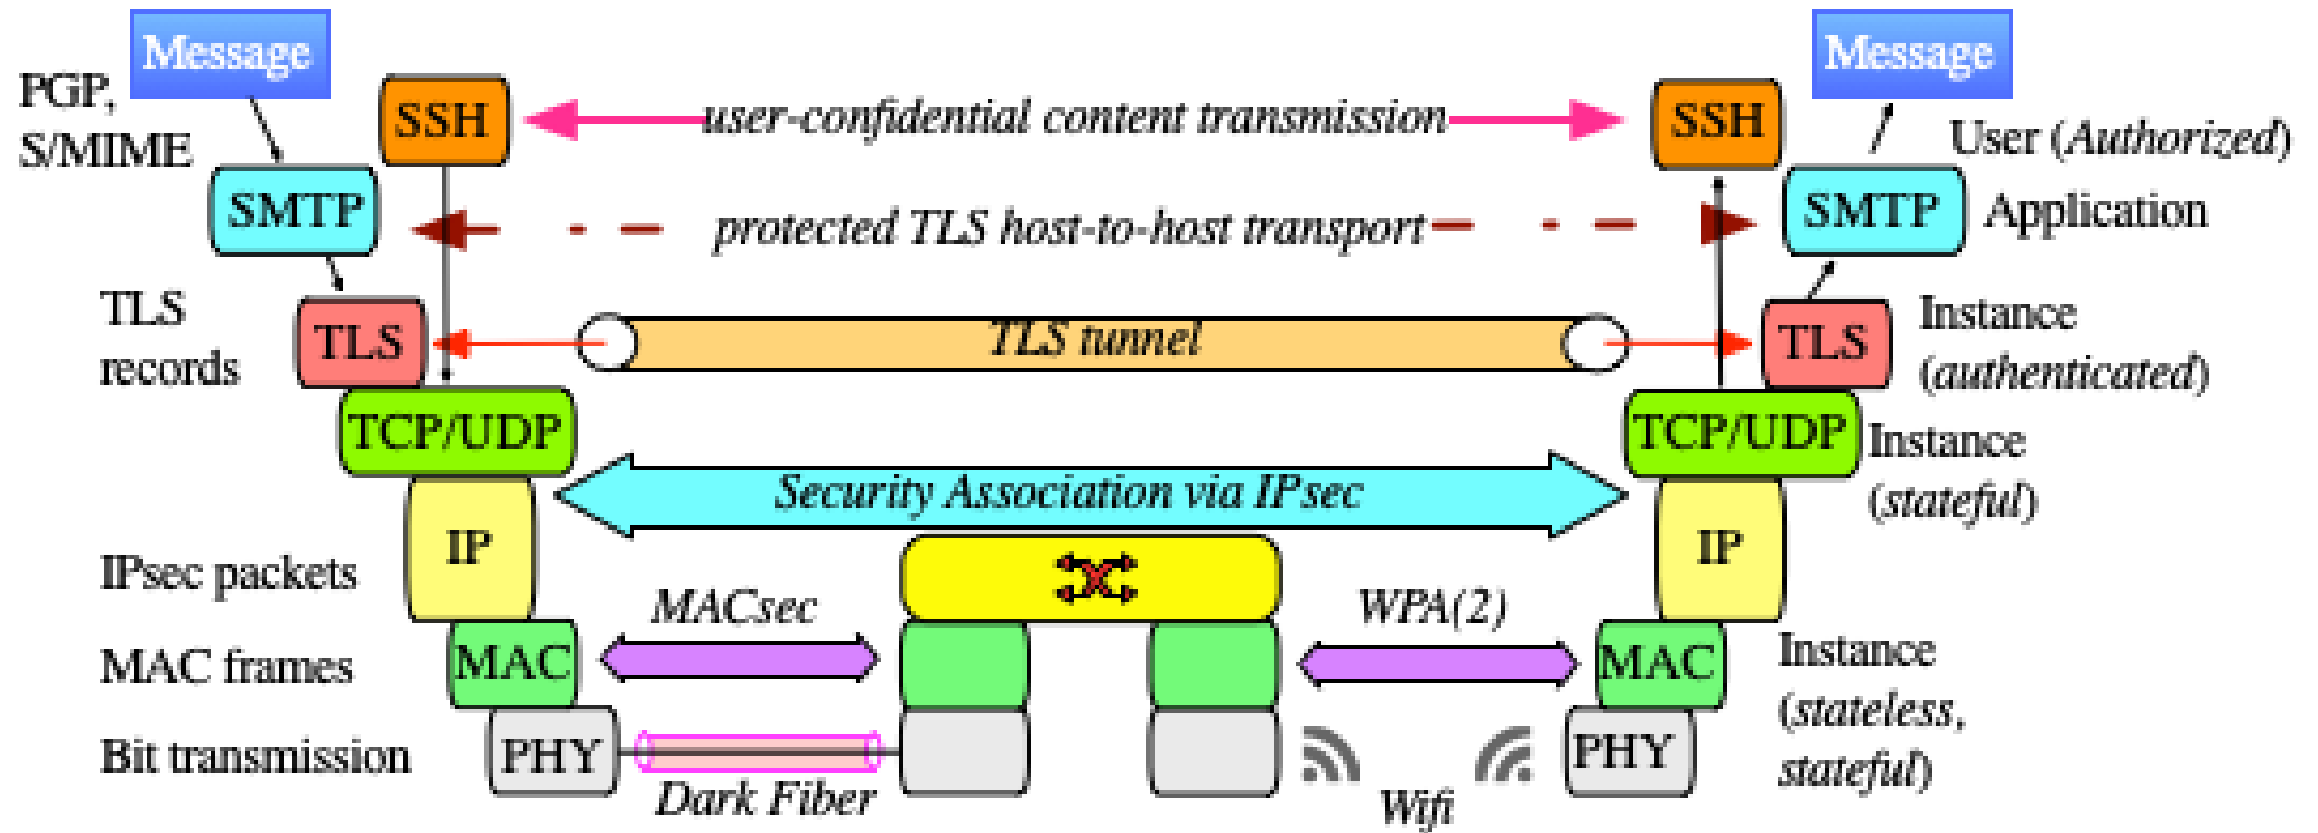 Message
Message
PGP,
S/MIME
SSH
user-confidential content transmission
SSH
User (Authorized)
SMTP
protected TLS host-to-host transport
SMTP
Application
TLS
records
TLS
TLS tunnel
TLS
Instance
(authenticated)
TCP/UDP
TCP/UDP
Instance
(stateful)
Security Association via IPsec
IP
IP
IPsec packets
MACsec
WPA(2)
MAC frames
MAC
MAC
Instance
(stateless,
stateful)
Bit transmission
PHY
PHY
Dark Fiber
Wifi